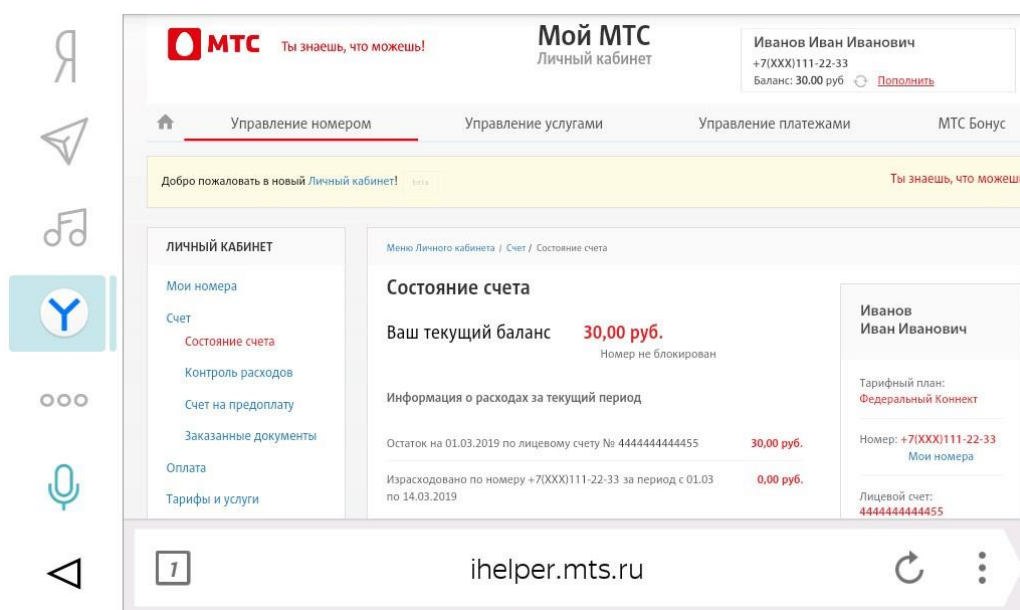 Я
МТС
Ты знаешь, что можешь!
Мой МТС
Личный кабинет
Иванов Иван Иванович
+7(XXX)111-22-33
Баланс: 30.00 руб Пополнить
Управление номером
Управление услугами
Управление платежами
МТС Бонус
Добро пожаловать в новый Личный кабинет!
Ты знаешь, что можешь
ЛИЧНЫЙ КАБИНЕТ
Мои номера
Счет
Состояние счета
Контроль расходов
Счет на предоплату
Заказанные документы
Оплата
Тарифы и услуги
Меню Личного кабинета / Счет / Состояние счета
Состояние счета
Ваш текущий баланс 30,00 руб.
Номер не блокирован
Информация о расходах за текущий период
Остаток на 01.03.2019 по лицевому счету № 4444444444455 30,00 руб.
Израсходовано по номеру +7(XXX)111-22-33 за период с 01.03 0,00 руб.
по 14.03.2019
Иванов
Иван Иванович
Тарифный план:
Федеральный Коннект
Номер: +7(XXX)111-22-33
Мои номера
Лицевой счет:
4444444444455
1
ihelper.mts.ru